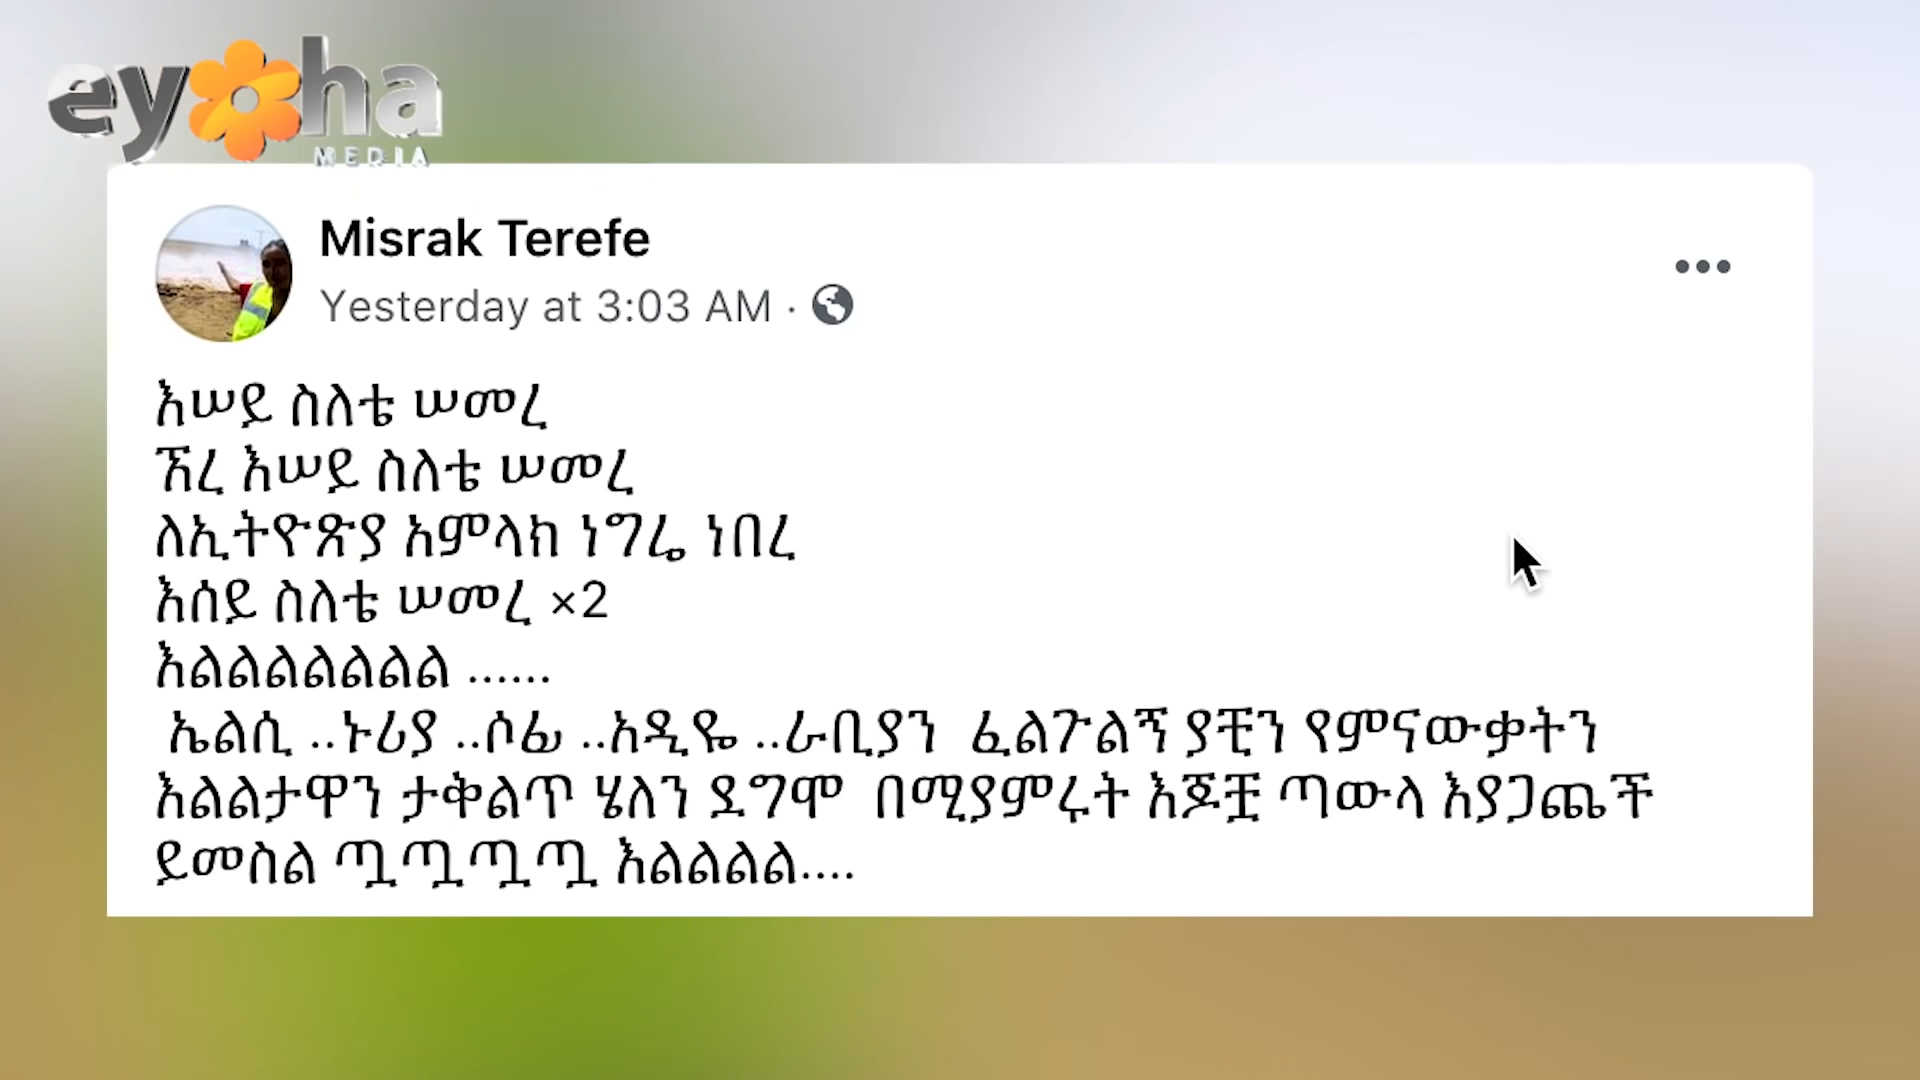 eyoha
MEDIA
Misrak Terefe
Yesterday at 3:03 AM ·
እሠይ ስለቴ ሠመረ
ኧረ እሠይ ስለቴ ሠመረ
ለኢትዮጵያ አምላክ ነግሬ ነበረ
እሰይ ስለቴ ሠመረ ×2
እልልልልልልል ......
ኤልሲ ..ኑሪያ ..ሶፊ ..አዲዬ ..ራቢያን ፈልጉልኝ ያቺን የምናውቃትን
እልልታዋን ታቅልጥ ሄለን ደግሞ በሚያምሩት እጆቿ ጣውላ እያጋጨች
ይመስል ጧጧጧጧ እልልልል....